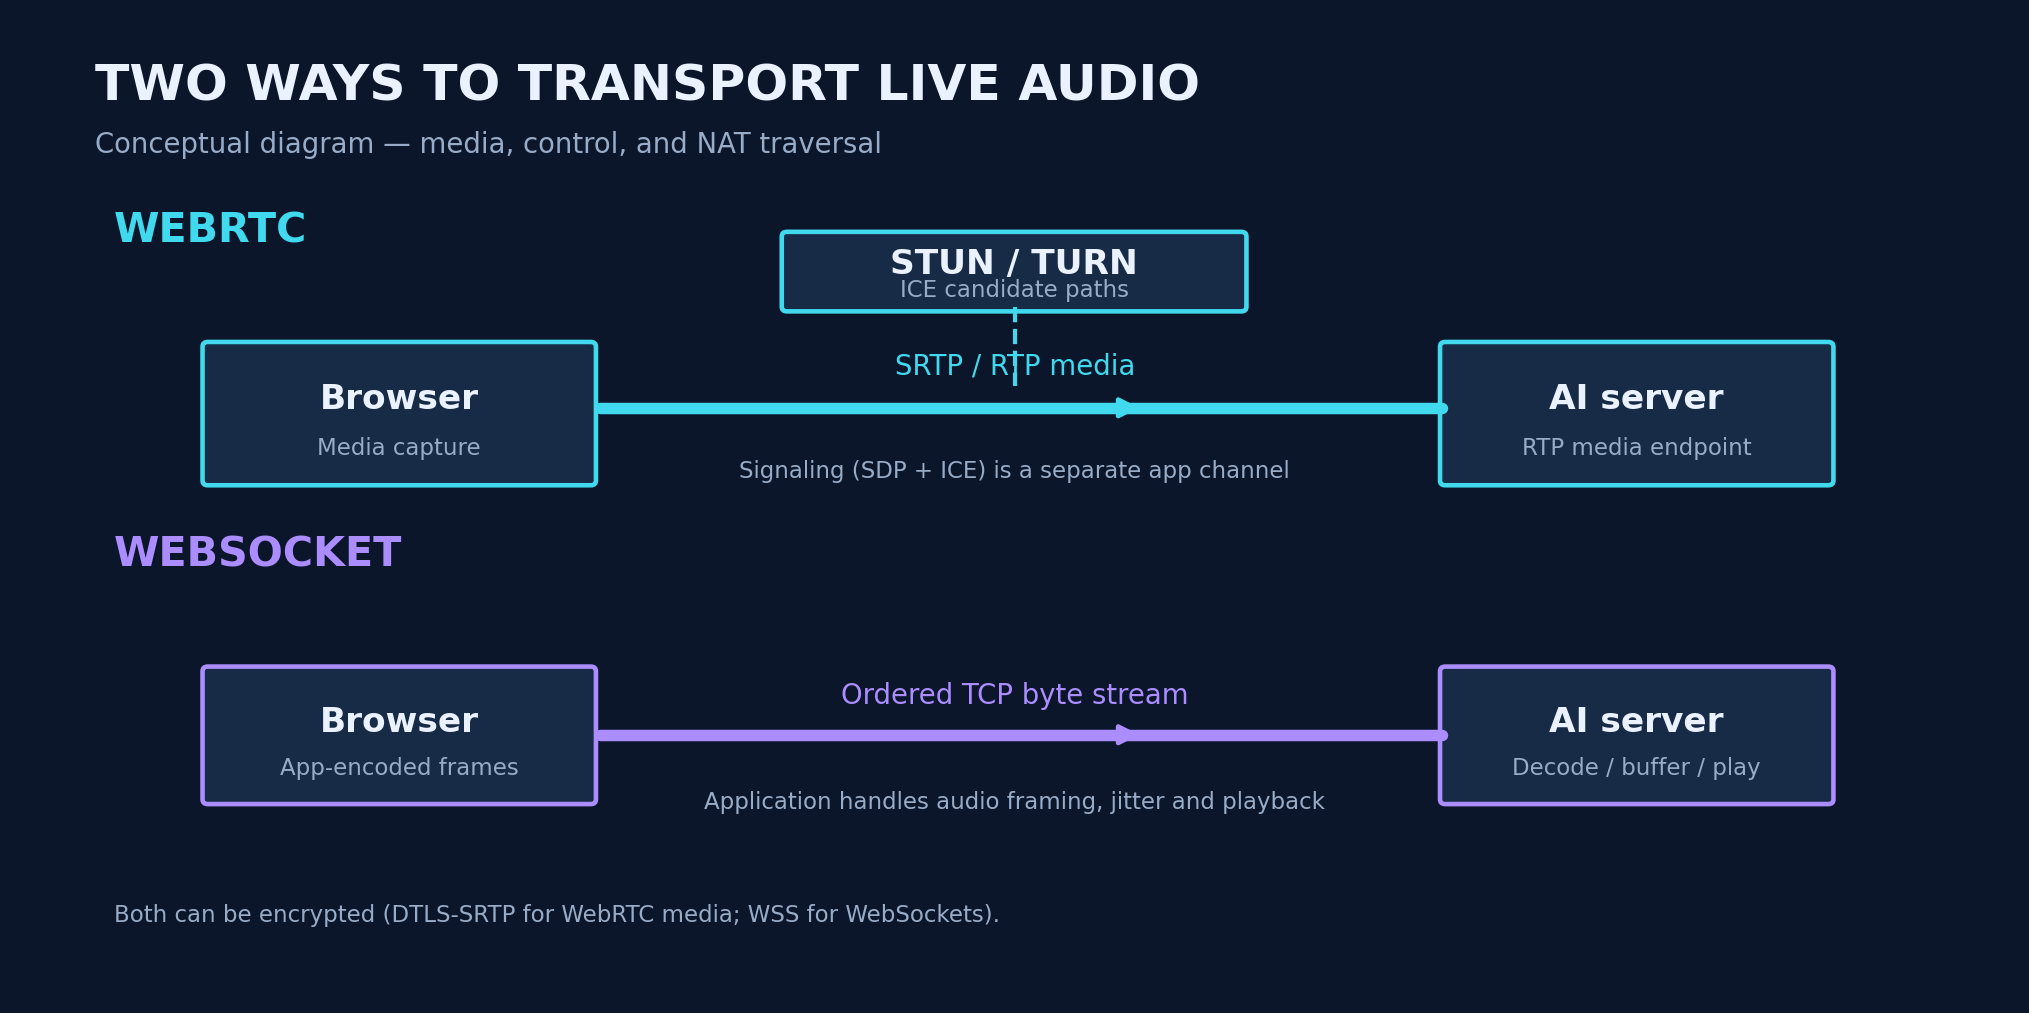 TWO WAYS TO TRANSPORT LIVE AUDIO
Conceptual diagram — media, control, and NAT traversal
WEBRTC
STUN / TURN
ICE candidate paths
SRTP / RTP media
Browser
Media capture
AI server
RTP media endpoint
Signaling (SDP + ICE) is a separate app channel
WEBSOCKET
Ordered TCP byte stream
Browser
App-encoded frames
AI server
Decode / buffer / play
Application handles audio framing, jitter and playback
Both can be encrypted (DTLS-SRTP for WebRTC media; WSS for WebSockets).